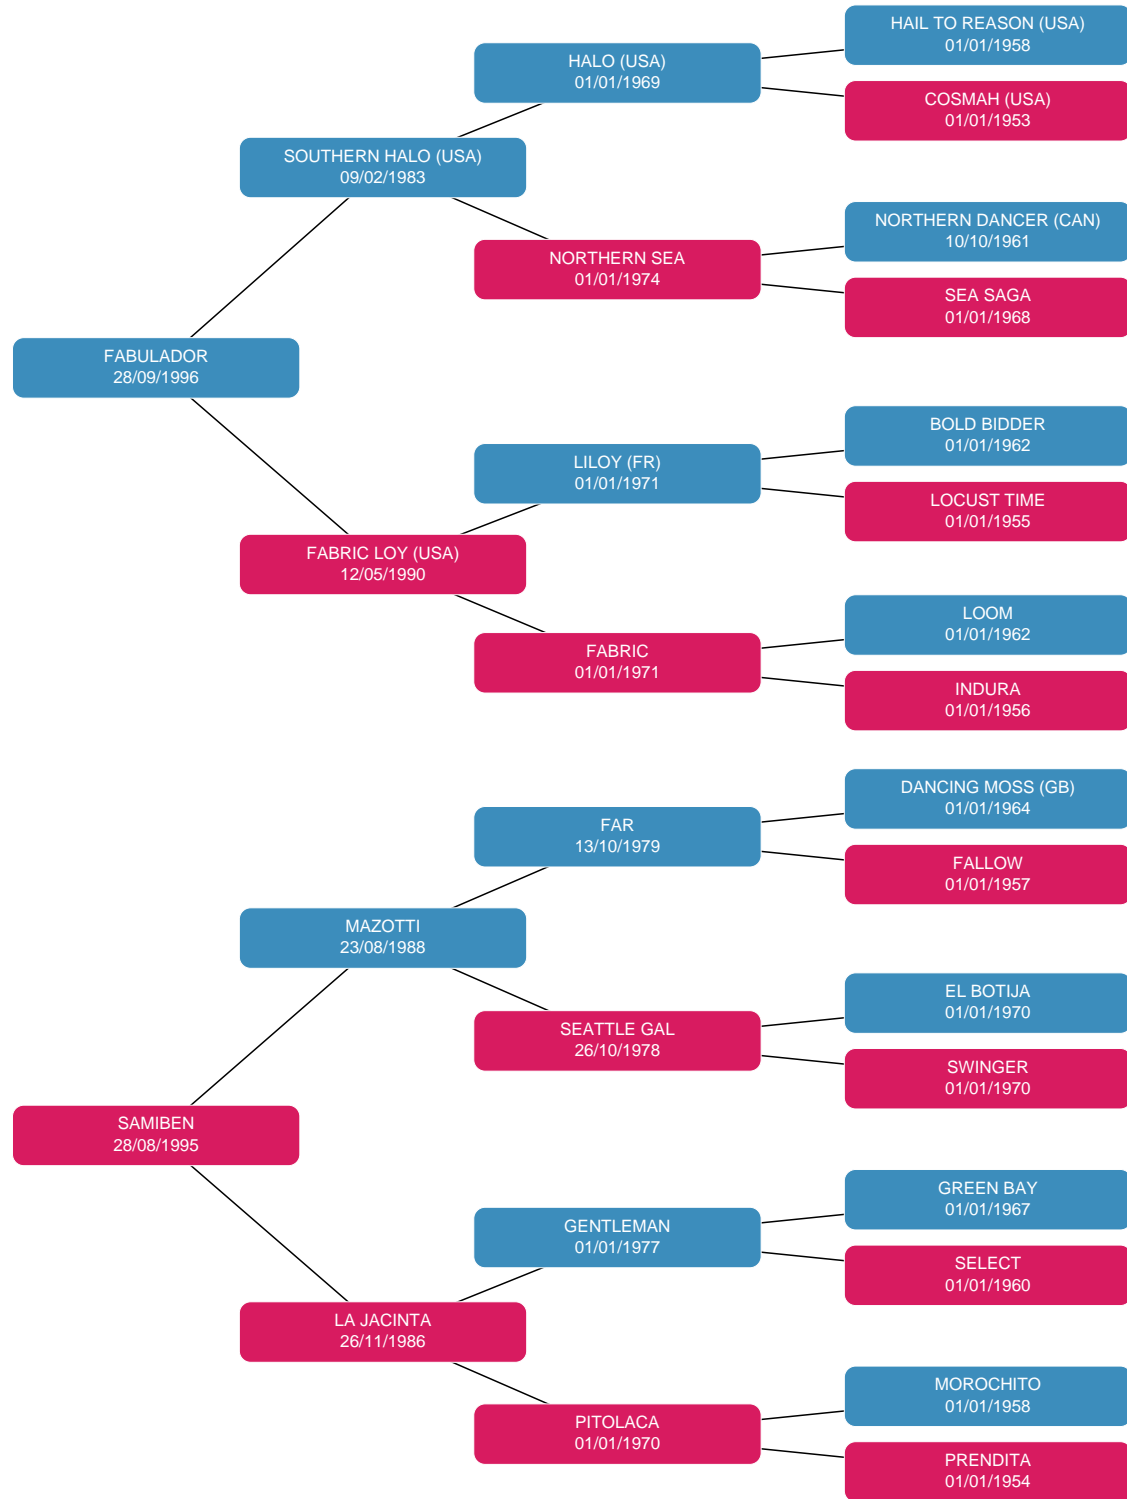 HAIL TO REASON (USA)
01/01/1958
HALO (USA)
01/01/1969
COSMAH (USA)
01/01/1953
SOUTHERN HALO (USA)
09/02/1983
NORTHERN DANCER (CAN)
10/10/1961
NORTHERN SEA
01/01/1974
SEA SAGA
01/01/1968
FABULADOR
28/09/1996
BOLD BIDDER
01/01/1962
LILOY (FR)
01/01/1971
LOCUST TIME
01/01/1955
FABRIC LOY (USA)
12/05/1990
LOOM
01/01/1962
FABRIC
01/01/1971
INDURA
01/01/1956
DANCING MOSS (GB)
01/01/1964
FAR
13/10/1979
FALLOW
01/01/1957
MAZOTTI
23/08/1988
EL BOTIJA
01/01/1970
SEATTLE GAL
26/10/1978
SWINGER
01/01/1970
SAMIBEN
28/08/1995
GREEN BAY
01/01/1967
GENTLEMAN
01/01/1977
SELECT
01/01/1960
LA JACINTA
26/11/1986
MOROCHITO
01/01/1958
PITOLACA
01/01/1970
PRENDITA
01/01/1954